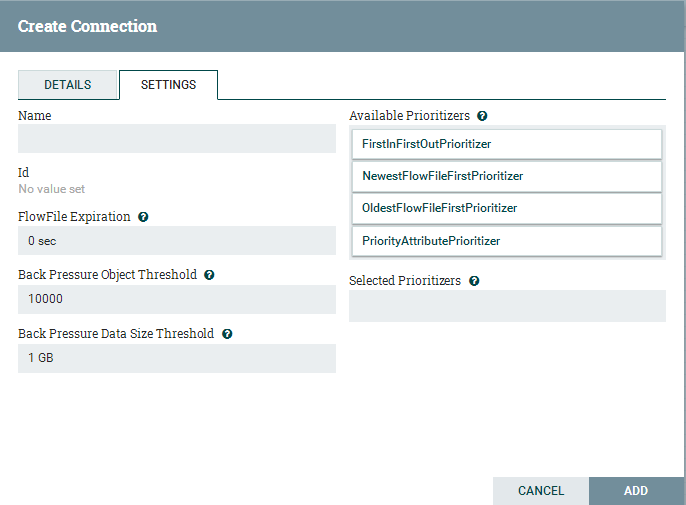 Create Connection
DETAILS
SETTINGS
Name
Id
No value set
FlowFile Expiration ?
0 sec
Back Pressure Object Threshold ?
10000
Back Pressure Data Size Threshold ?
1 GB
Available Prioritizers ?
FirstInFirstOutPrioritizer
NewestFlowFileFirstPrioritizer
OldestFlowFileFirstPrioritizer
PriorityAttributePrioritizer
Selected Prioritizers ?
CANCEL
ADD